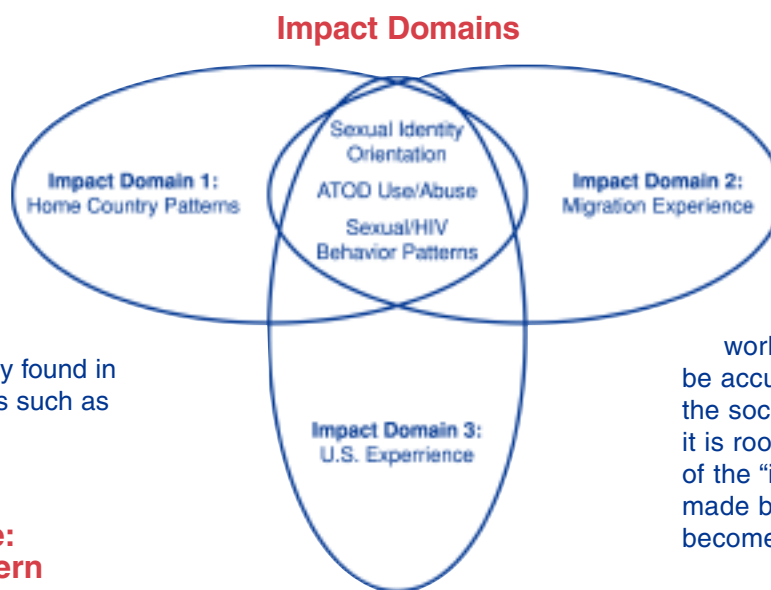 Impact Domains
Sexual Identity
Orientation
ATOD Use/Abuse
Sexual/HIV
Behavior Patterns
Impact Domain 1:
Home Country Patterns
Impact Domain 2:
Migration Experience
Impact Domain 3:
U.S. Experrience
y found in
s such as
e:
ern
worl
be accu
the soc
it is roo
of the “i
made b
become